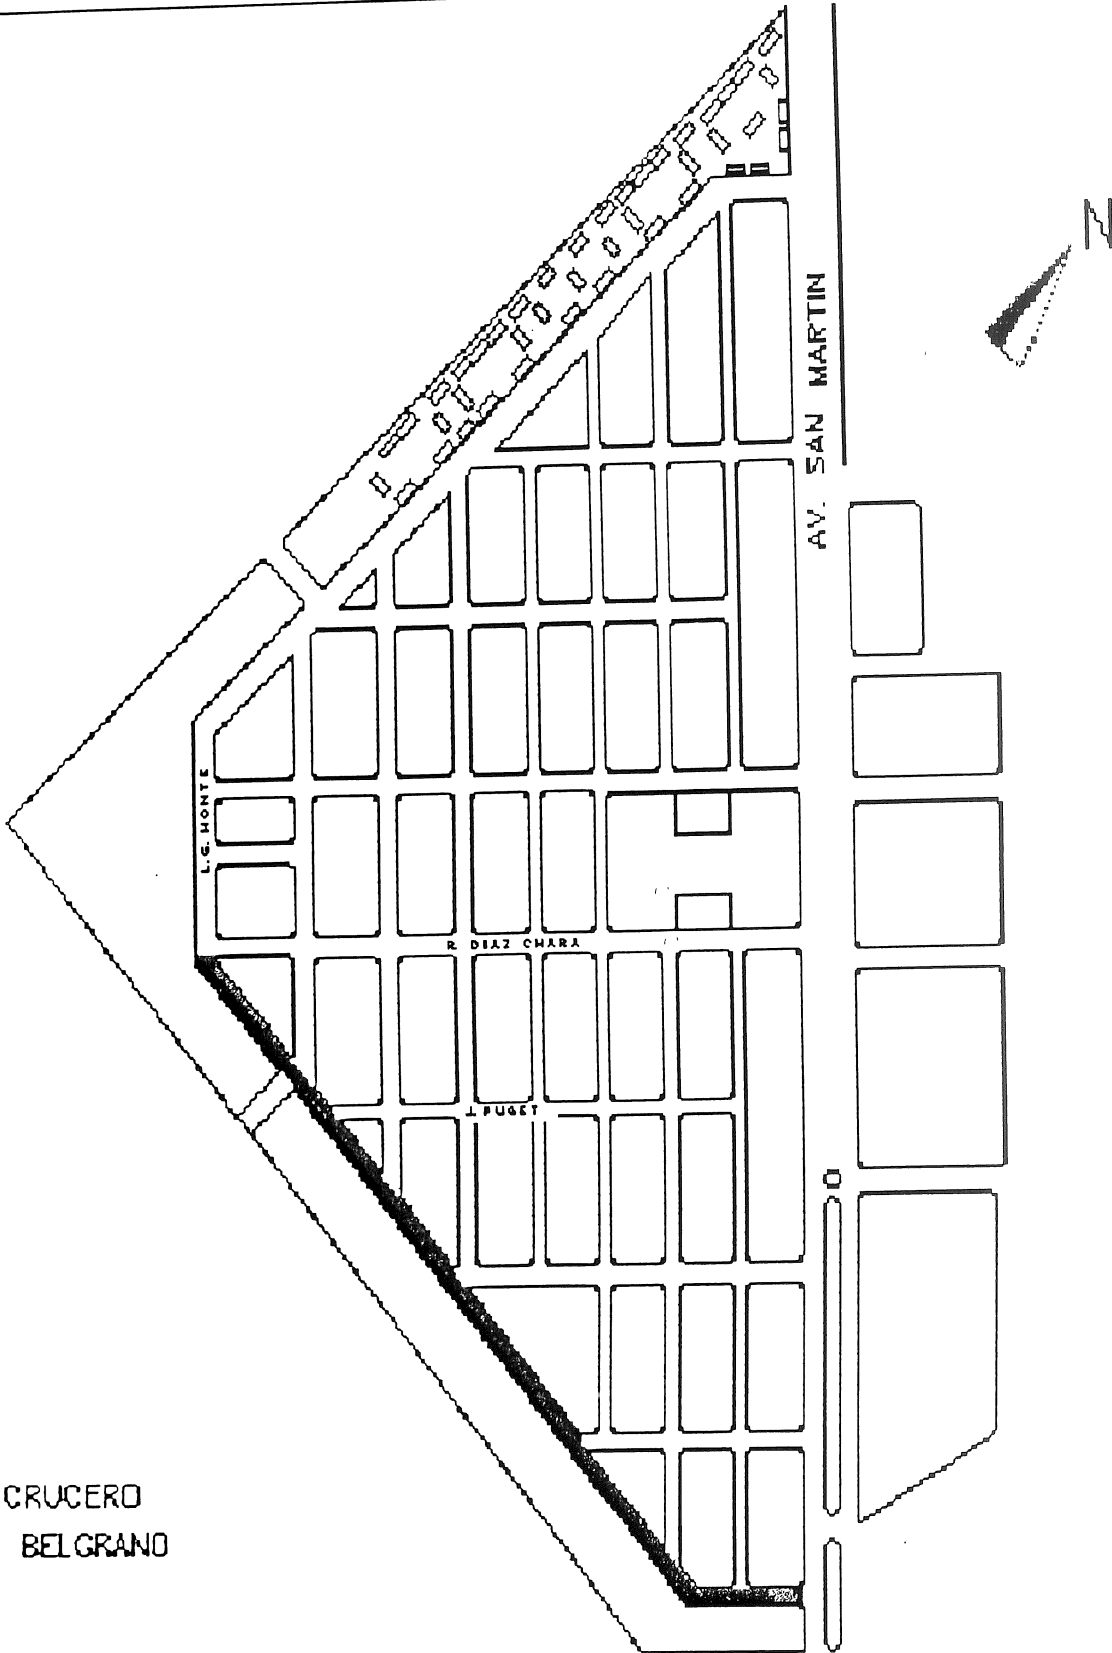 N
AV. SAN MARTIN
L.G. MONTE
R. DIAZ CHARA
J. PUGET
CRUCERO
BELGRANO